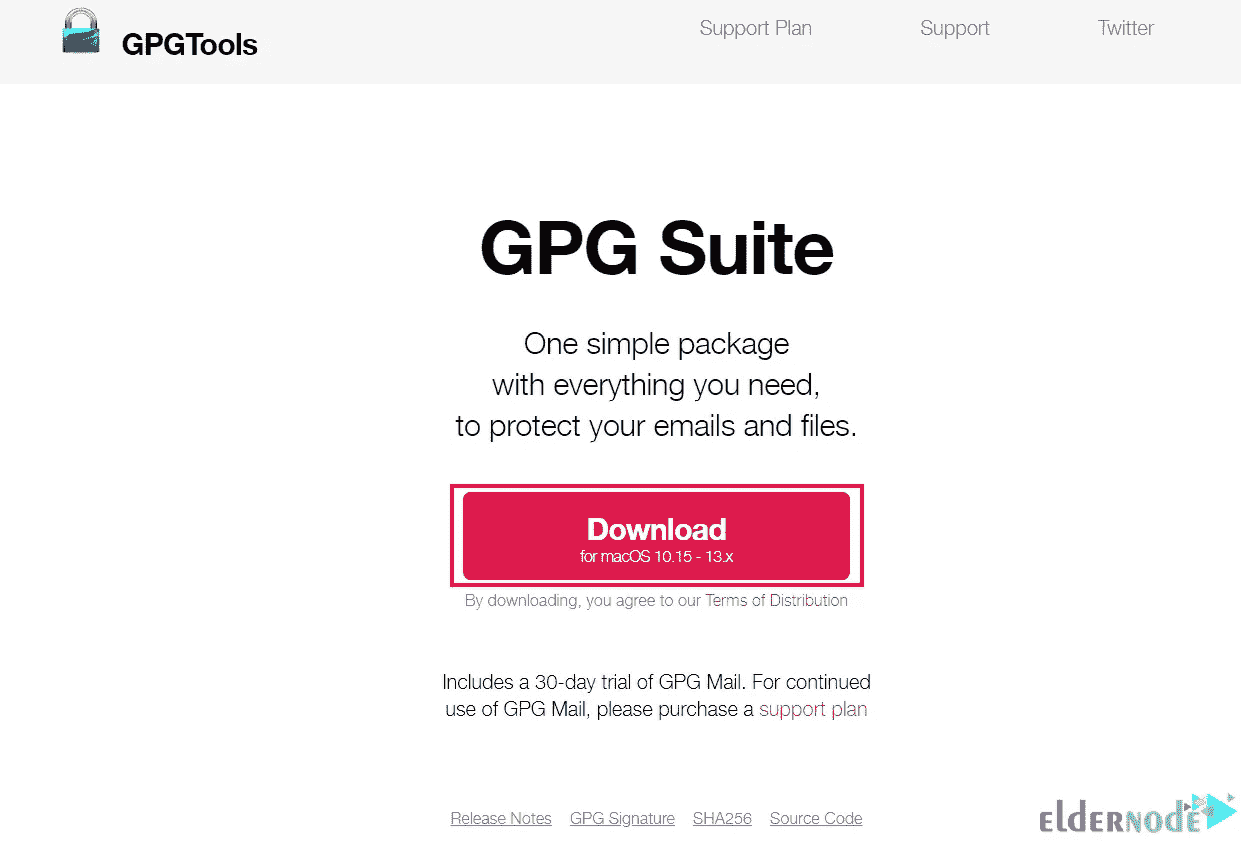 GPGTools
Support Plan
Support
Twitter
GPG Suite
One simple package
with everything you need,
to protect your emails and files.
Download
for macOS 10.15 - 13.x
By downloading, you agree to our Terms of Distribution
Includes a 30-day trial of GPG Mail. For continued
use of GPG Mail, please purchase a support plan
Release Notes
GPG Signature
SHA256
Source Code
eldernode